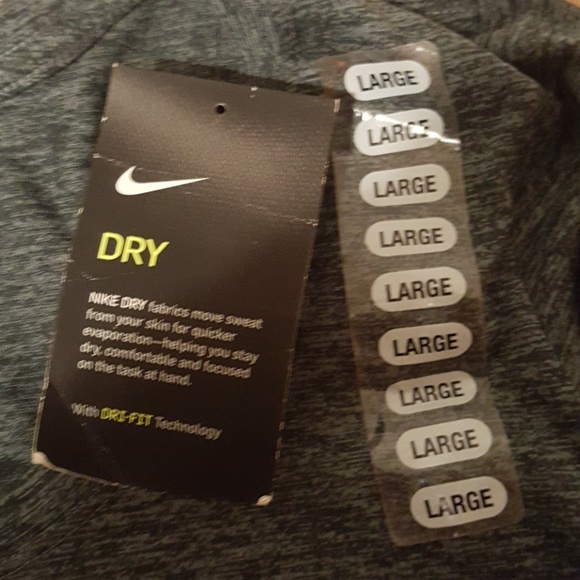 DRY
NIKE DRY fabrics move sweat
from your skin for quicker
evaporation—helping you stay
dry, comfortable and focused
on the task at hand.
With DRI-FIT Technology
LARGE
LARGE
LARGE
LARGE
LARGE
LARGE
LARGE
LARGE
LARGE